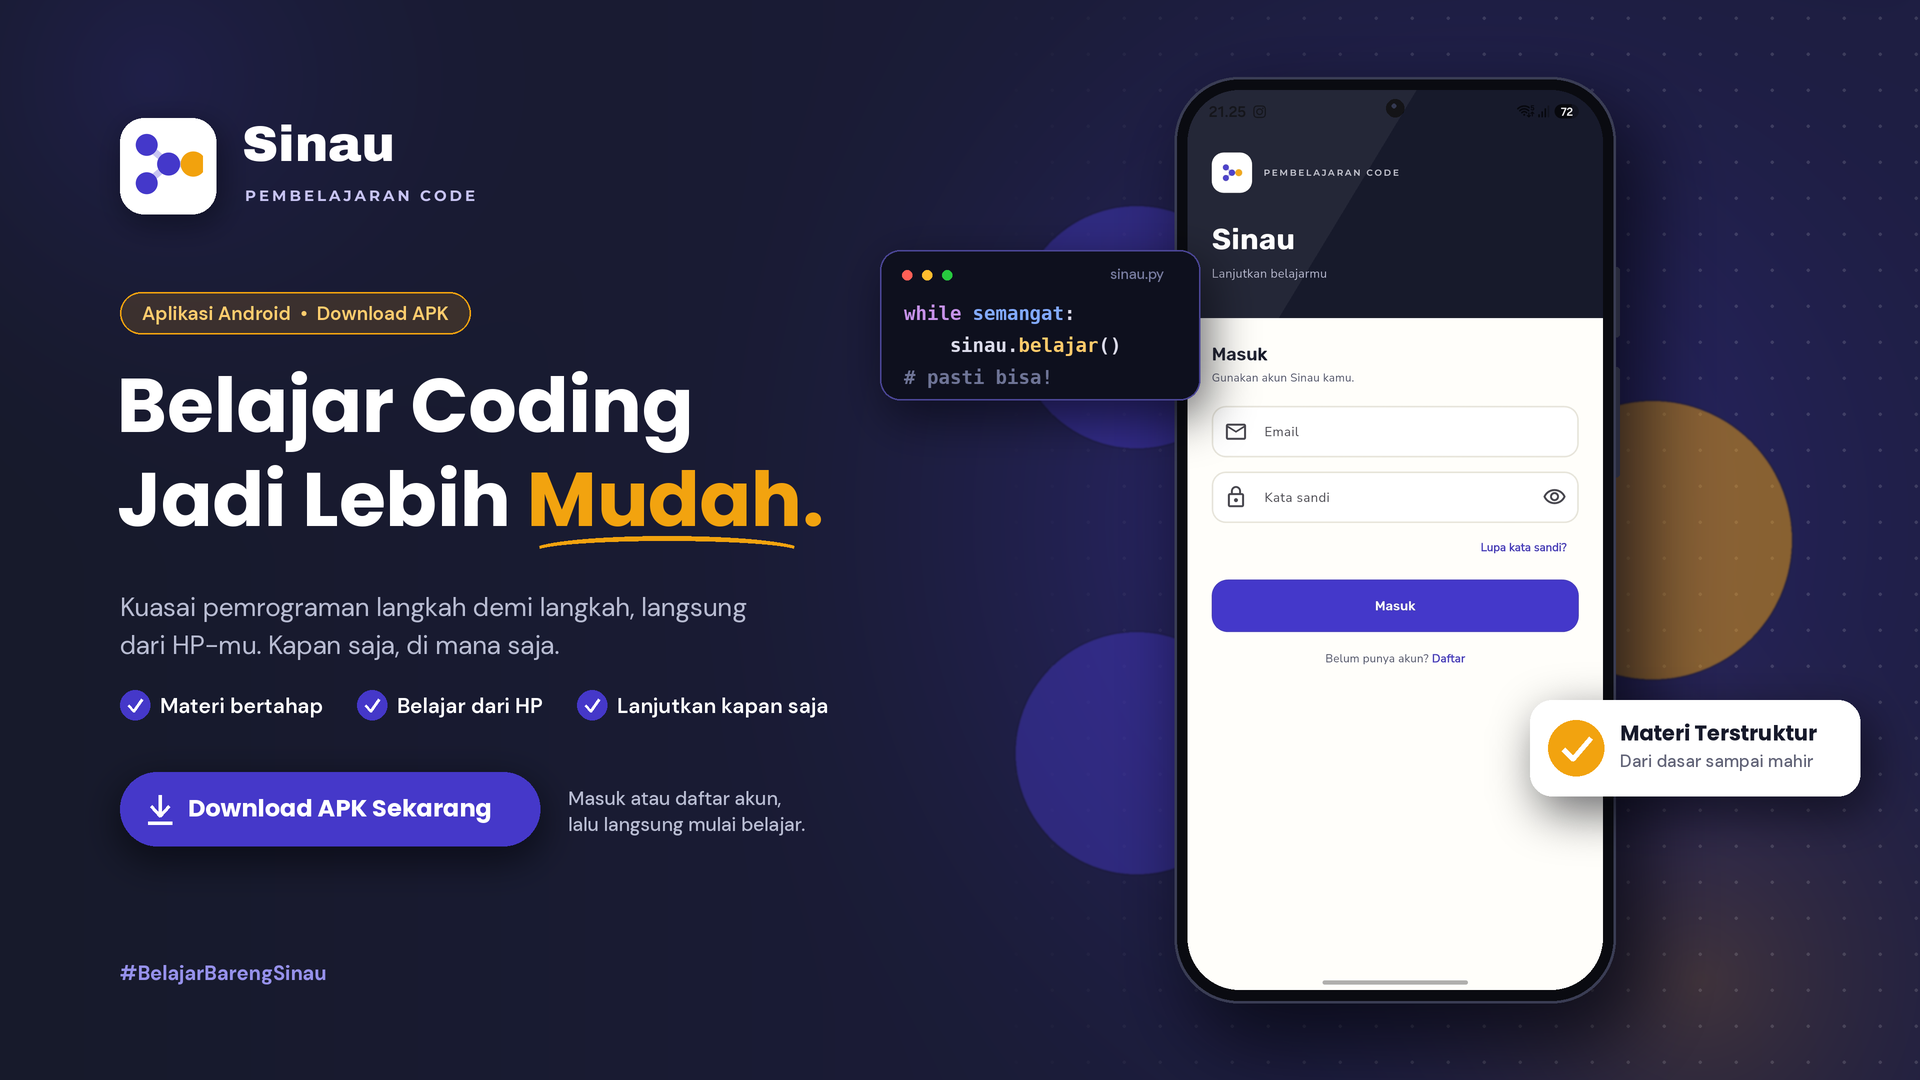 Sinau
PEMBELAJARAN CODE
Aplikasi Android • Download APK
Belajar Coding
Jadi Lebih Mudah.
Kuasai pemrograman langkah demi langkah, langsung
dari HP-mu. Kapan saja, di mana saja.
Materi bertahap
Belajar dari HP
Lanjutkan kapan saja
Download APK Sekarang
Masuk atau daftar akun,
lalu langsung mulai belajar.
#BelajarBarengSinau
sinau.py
while semangat:
    sinau.belajar()
# pasti bisa!
21.25
72
PEMBELAJARAN CODE
Sinau
Lanjutkan belajarmu
Masuk
Gunakan akun Sinau kamu.
Email
Kata sandi
Lupa kata sandi?
Masuk
Belum punya akun? Daftar
Materi Terstruktur
Dari dasar sampai mahir